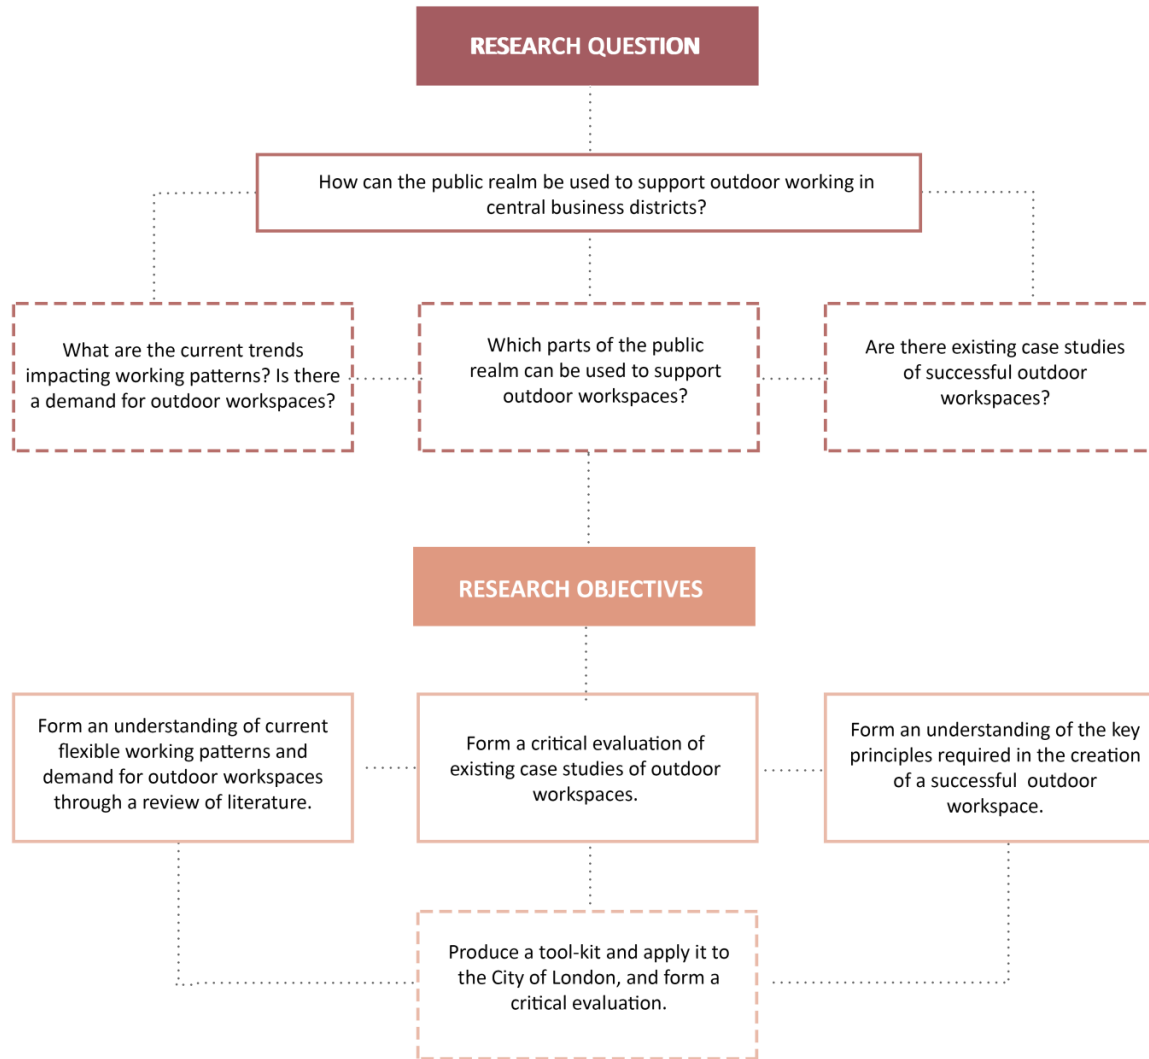 RESEARCH QUESTION
How can the public realm be used to support outdoor working in
central business districts?
What are the current trends
impacting working patterns? Is there
a demand for outdoor workspaces?
Which parts of the public
realm can be used to support
outdoor workspaces?
Are there existing case studies
of successful outdoor
workspaces?
RESEARCH OBJECTIVES
Form an understanding of current
flexible working patterns and
demand for outdoor workspaces
through a review of literature.
Form a critical evaluation of
existing case studies of outdoor
workspaces.
Form an understanding of the key
principles required in the creation
of a successful outdoor
workspace.
Produce a tool-kit and apply it to
the City of London, and form a
critical evaluation.